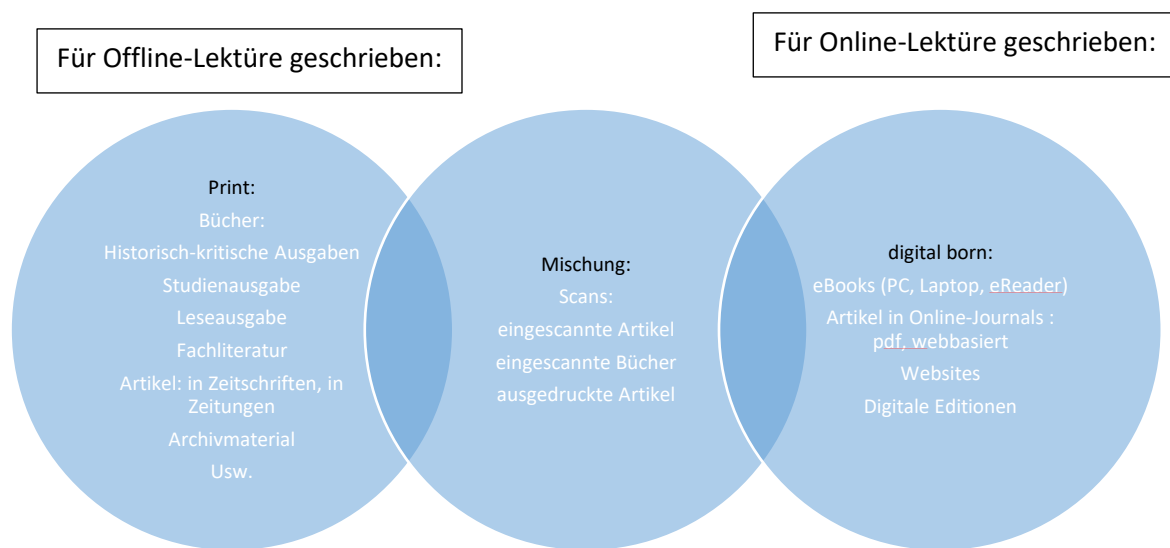 Für Offline-Lektüre geschrieben:
Für Online-Lektüre geschrieben:
Print:
Bücher:
Historisch-kritische Ausgaben
Studienausgabe
Leseausgabe
Fachliteratur
Artikel: in Zeitschriften, in
Zeitungen
Archivmaterial
Usw.
Mischung:
Scans:
eingescannte Artikel
eingescannte Bücher
ausgedruckte Artikel
digital born:
eBooks (PC, Laptop, eReader)
Artikel in Online-Journals :
pdf, webbasiert
Websites
Digitale Editionen